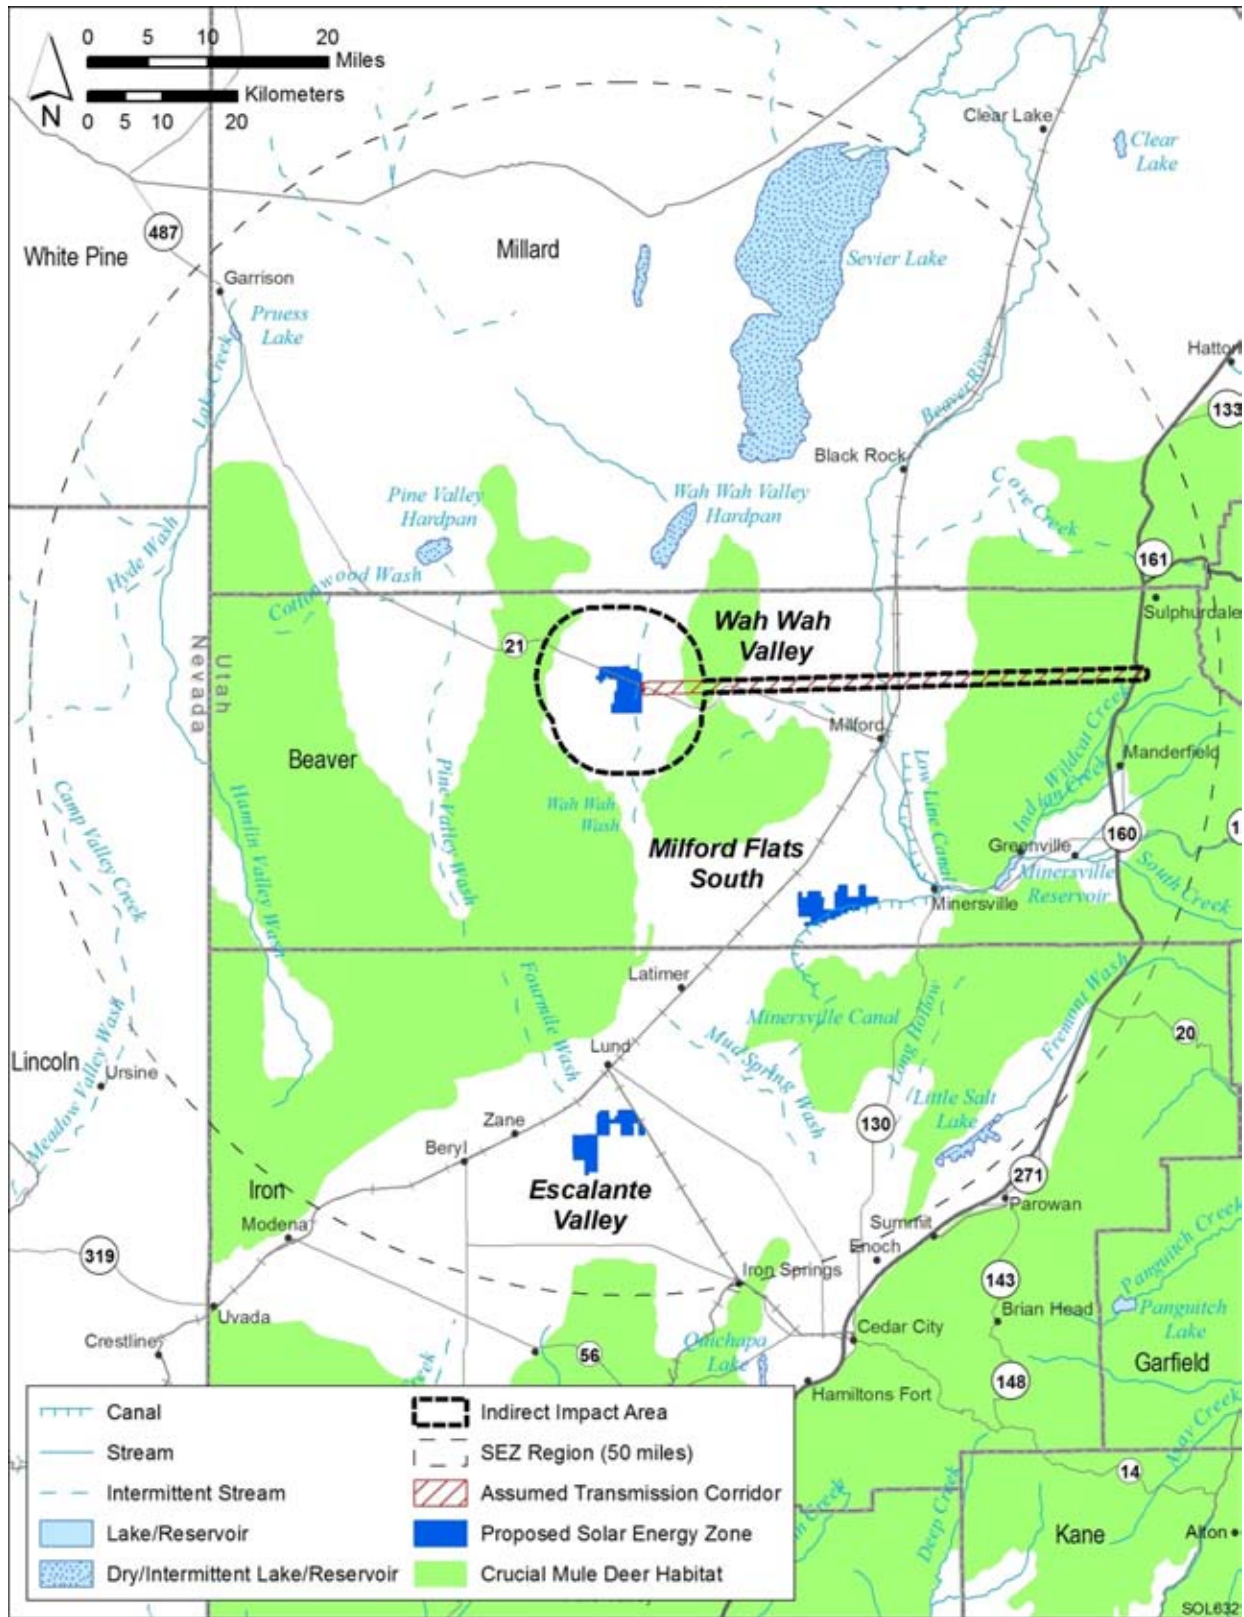 0 5 10 20
Miles
Kilometers
0 5 10 20
N
Clear Lake
Clear
Lake
487
White Pine
Millard
Sevier Lake
Garrison
Pruess
Lake
Lake Creek
Hatton
133
Beaver River
Black Rock
Pine Valley
Hardpan
Wah Wah Valley
Hardpan
Cove Creek
Hyde Wash
Cottonwood Wash
161
Sulphurdale
21
Wah Wah
Valley
Nevada
Utah
Milford
Beaver
Wildcat Creek
Manderfield
Indian Creek
Low Line Canal
Camp Valley Creek
Hamlin Valley Wash
Pine Valley Wash
Wah Wah
Wash
Milford Flats
South
160
Greenville
Minersville
Reservoir
South Creek
Minersville
Latimer
Fourmile Wash
Minersville Canal
Fremont Wash
20
Lincoln
Ursine
Meadow Valley Wash
Lund
Mud Spring Wash
Long Hollow
Little Salt
Lake
Zane
130
Beryl
271
Parowan
Escalante
Valley
Iron
Modena
Summit
Enoch
Panguitch Creek
319
Iron Springs
143
Brian Head
Panguitch
Lake
Uvada
Crestline
56
Quichapa
Lake
Cedar City
Garfield
Creek
Hamiltons Fort
148
Canal
Stream
Intermittent Stream
Lake/Reservoir
Dry/Intermittent Lake/Reservoir
Indirect Impact Area
SEZ Region (50 miles)
Assumed Transmission Corridor
Proposed Solar Energy Zone
Crucial Mule Deer Habitat
14
Deep Creek
Creek
Kane
Alton